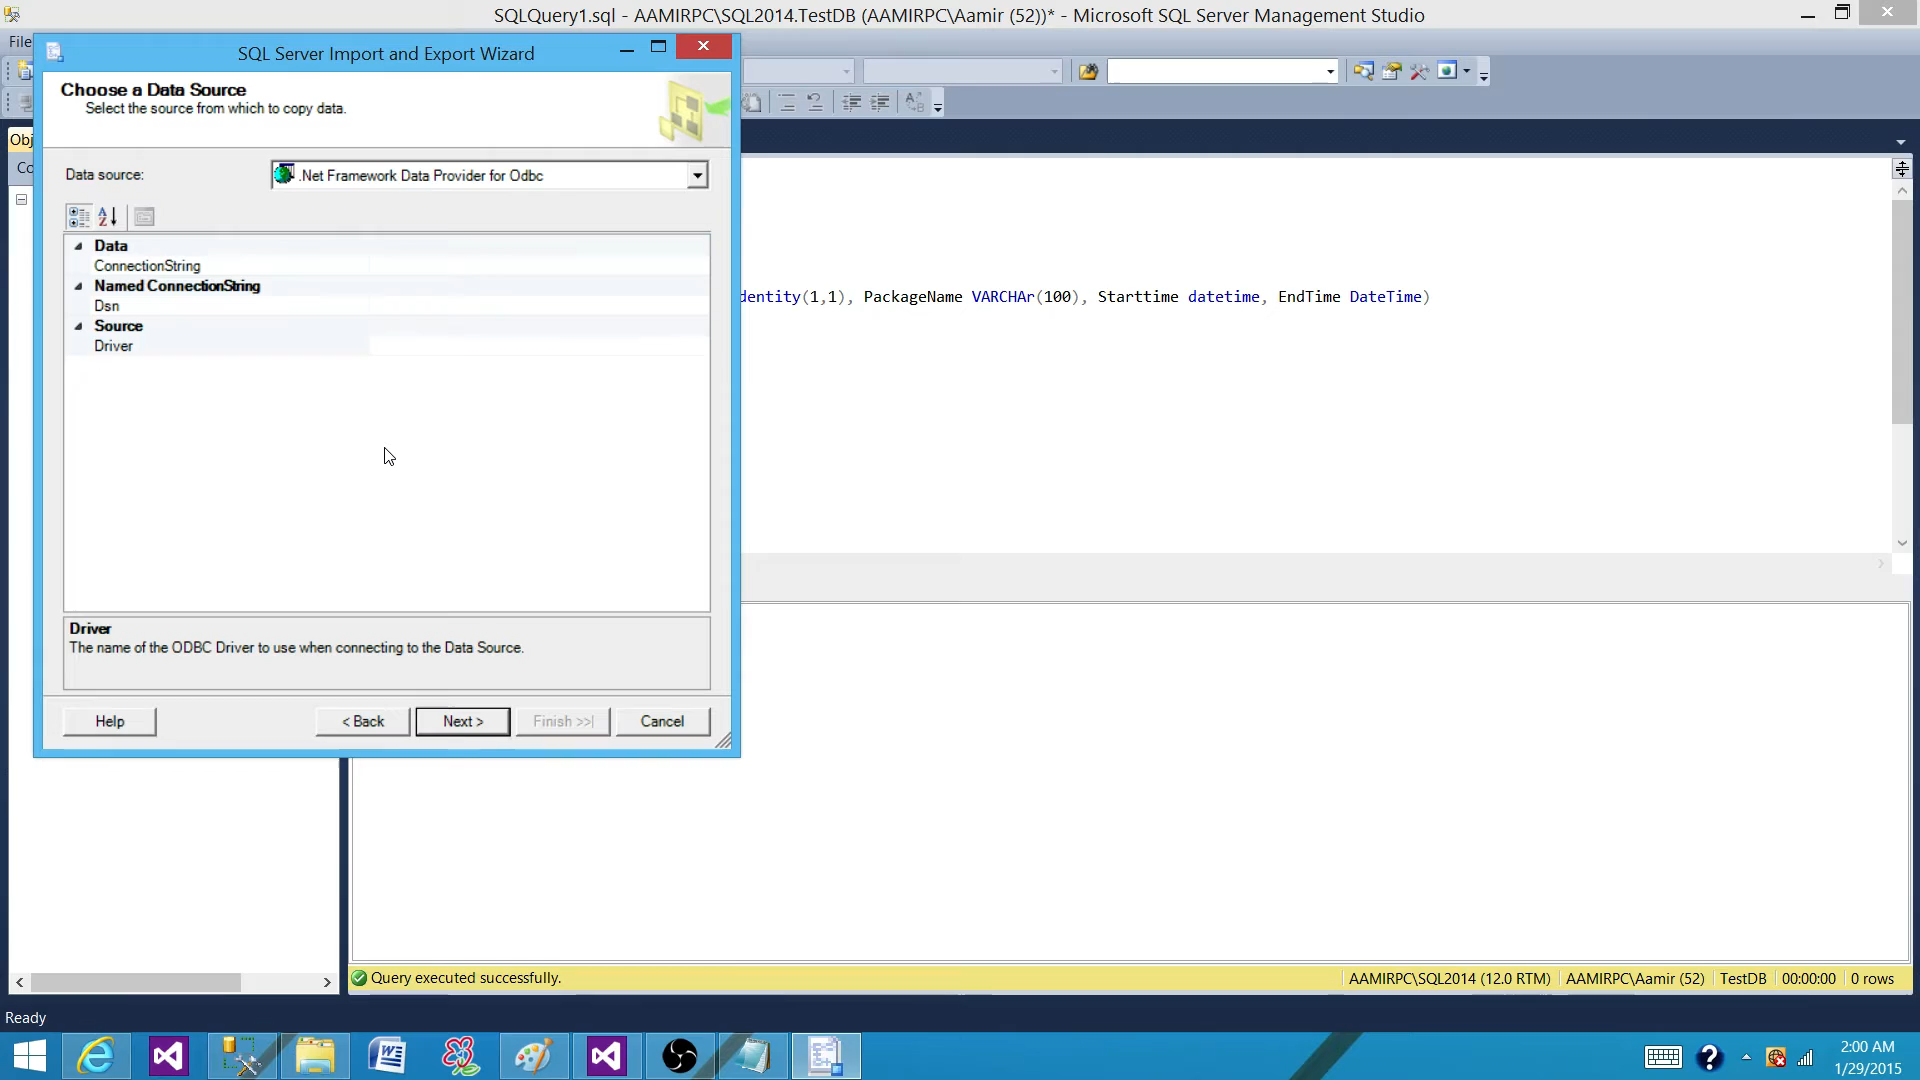 SQLQuery1.sql - AAMIRPC\SQL2014.TestDB (AAMIRPC\Aamir (52))* - Microsoft SQL Server Management Studio
File
SQL Server Import and Export Wizard
Choose a Data Source
Select the source from which to copy data.
Obj
Co
Data source:
.Net Framework Data Provider for Odbc
Data
ConnectionString
Named ConnectionString
Dsn
Source
Driver
dentity(1,1), PackageName VARCHAr(100), Starttime datetime, EndTime DateTime)
Driver
The name of the ODBC Driver to use when connecting to the Data Source.
Help
< Back
Next >
Finish >>|
Cancel
Query executed successfully.
AAMIRPC\SQL2014 (12.0 RTM)
AAMIRPC\Aamir (52)
TestDB
00:00:00
0 rows
Ready
2:00 AM
1/29/2015